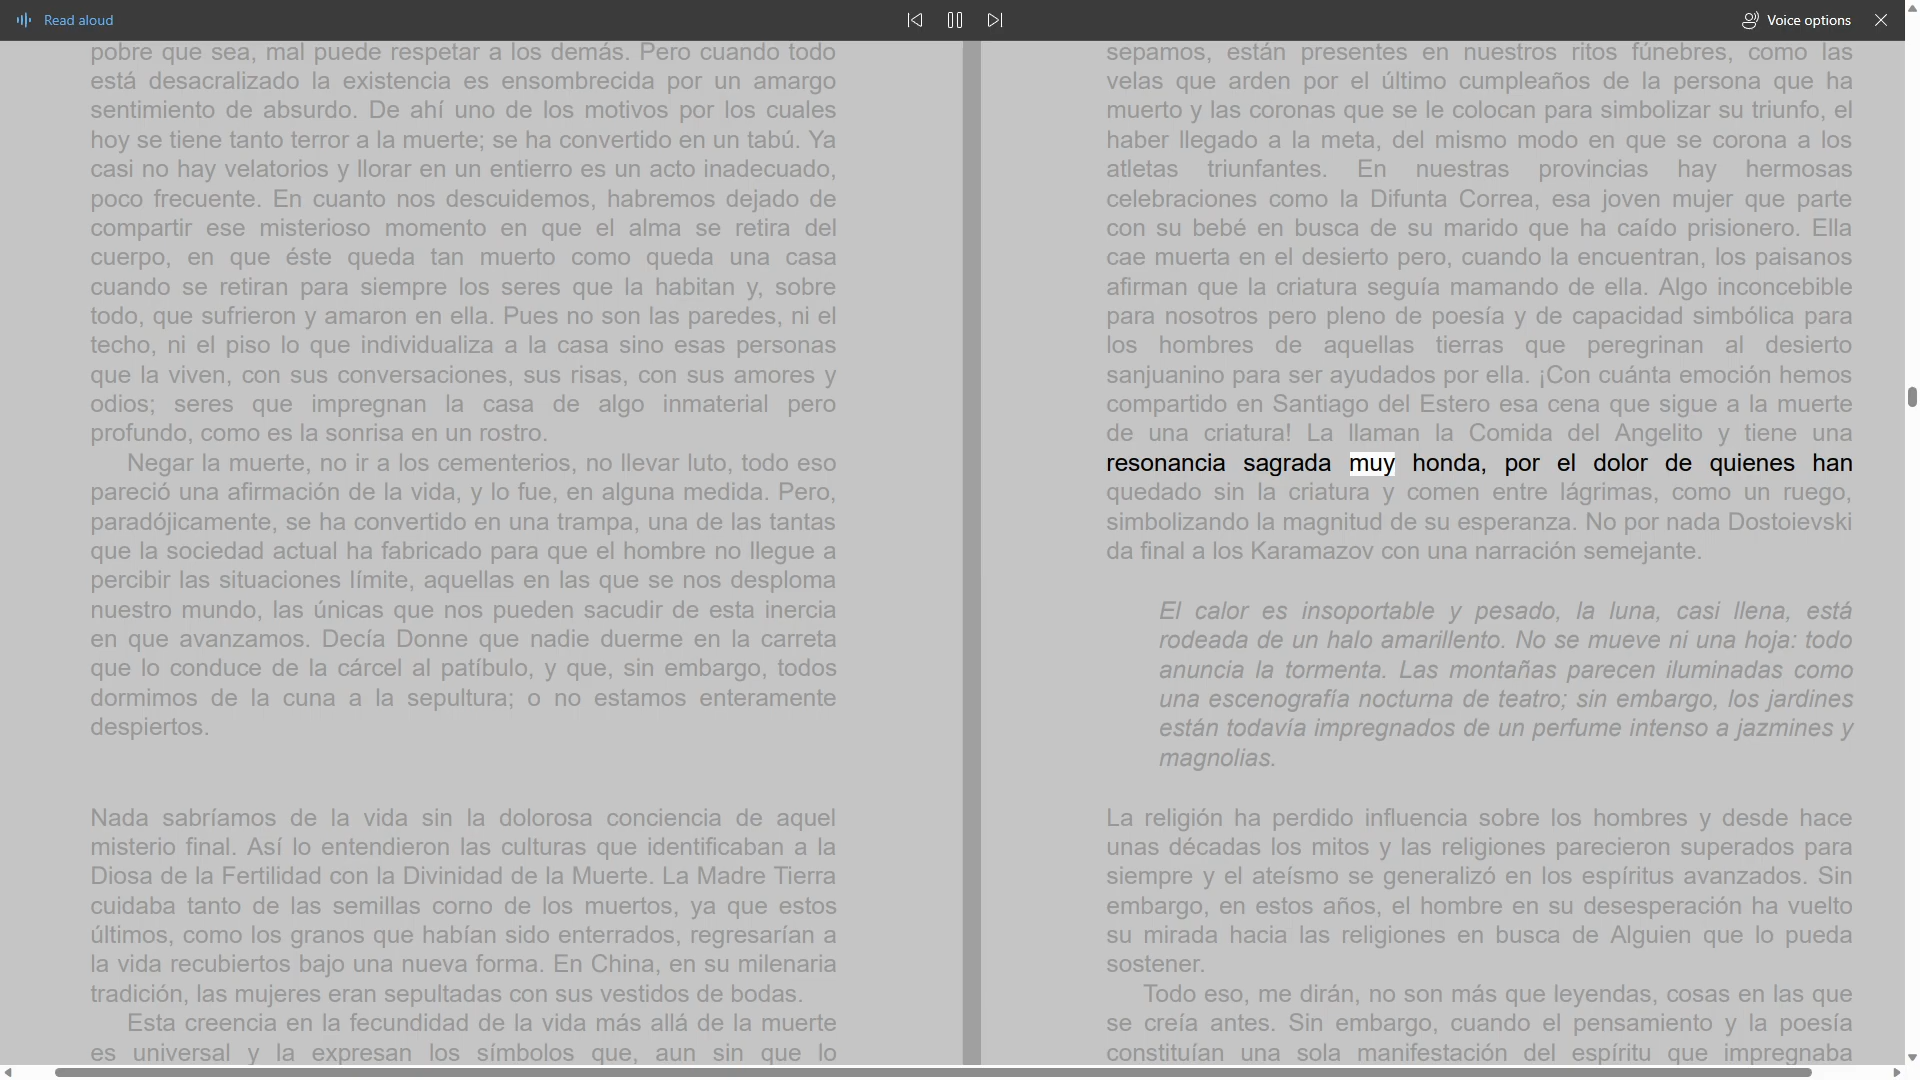 Read aloud
Voice options
pobre que sea, mal puede respetar a los demás. Pero cuando todo
está desacralizado la existencia es ensombrecida por un amargo
sentimiento de absurdo. De ahí uno de los motivos por los cuales
hoy se tiene tanto terror a la muerte; se ha convertido en un tabú. Ya
casi no hay velatorios y llorar en un entierro es un acto inadecuado,
poco frecuente. En cuanto nos descuidemos, habremos dejado de
compartir ese misterioso momento en que el alma se retira del
cuerpo, en que éste queda tan muerto como queda una casa
cuando se retiran para siempre los seres que la habitan y, sobre
todo, que sufrieron y amaron en ella. Pues no son las paredes, ni el
techo, ni el piso lo que individualiza a la casa sino esas personas
que la viven, con sus conversaciones, sus risas, con sus amores y
odios; seres que impregnan la casa de algo inmaterial pero
profundo, como es la sonrisa en un rostro.
Negar la muerte, no ir a los cementerios, no llevar luto, todo eso
pareció una afirmación de la vida, y lo fue, en alguna medida. Pero,
paradójicamente, se ha convertido en una trampa, una de las tantas
que la sociedad actual ha fabricado para que el hombre no llegue a
percibir las situaciones límite, aquellas en las que se nos desploma
nuestro mundo, las únicas que nos pueden sacudir de esta inercia
en que avanzamos. Decía Donne que nadie duerme en la carreta
que lo conduce de la cárcel al patíbulo, y que, sin embargo, todos
dormimos de la cuna a la sepultura; o no estamos enteramente
despiertos.
Nada sabríamos de la vida sin la dolorosa conciencia de aquel
misterio final. Así lo entendieron las culturas que identificaban a la
Diosa de la Fertilidad con la Divinidad de la Muerte. La Madre Tierra
cuidaba tanto de las semillas corno de los muertos, ya que estos
últimos, como los granos que habían sido enterrados, regresarían a
la vida recubiertos bajo una nueva forma. En China, en su milenaria
tradición, las mujeres eran sepultadas con sus vestidos de bodas.
Esta creencia en la fecundidad de la vida más allá de la muerte
es universal y la expresan los símbolos que, aun sin que lo
sepamos, están presentes en nuestros ritos fúnebres, como las
velas que arden por el último cumpleaños de la persona que ha
muerto y las coronas que se le colocan para simbolizar su triunfo, el
haber llegado a la meta, del mismo modo en que se corona a los
atletas triunfantes. En nuestras provincias hay hermosas
celebraciones como la Difunta Correa, esa joven mujer que parte
con su bebé en busca de su marido que ha caído prisionero. Ella
cae muerta en el desierto pero, cuando la encuentran, los paisanos
afirman que la criatura seguía mamando de ella. Algo inconcebible
para nosotros pero pleno de poesía y de capacidad simbólica para
los hombres de aquellas tierras que peregrinan al desierto
sanjuanino para ser ayudados por ella. ¡Con cuánta emoción hemos
compartido en Santiago del Estero esa cena que sigue a la muerte
de una criatura! La llaman la Comida del Angelito y tiene una
resonancia sagrada muy honda, por el dolor de quienes han
quedado sin la criatura y comen entre lágrimas, como un ruego,
simbolizando la magnitud de su esperanza. No por nada Dostoievski
da final a los Karamazov con una narración semejante.
El calor es insoportable y pesado, la luna, casi llena, está
rodeada de un halo amarillento. No se mueve ni una hoja: todo
anuncia la tormenta. Las montañas parecen iluminadas como
una escenografía nocturna de teatro; sin embargo, los jardines
están todavía impregnados de un perfume intenso a jazmines y
magnolias.
La religión ha perdido influencia sobre los hombres y desde hace
unas décadas los mitos y las religiones parecieron superados para
siempre y el ateísmo se generalizó en los espíritus avanzados. Sin
embargo, en estos años, el hombre en su desesperación ha vuelto
su mirada hacia las religiones en busca de Alguien que lo pueda
sostener.
Todo eso, me dirán, no son más que leyendas, cosas en las que
se creía antes. Sin embargo, cuando el pensamiento y la poesía
constituían una sola manifestación del espíritu que impregnaba